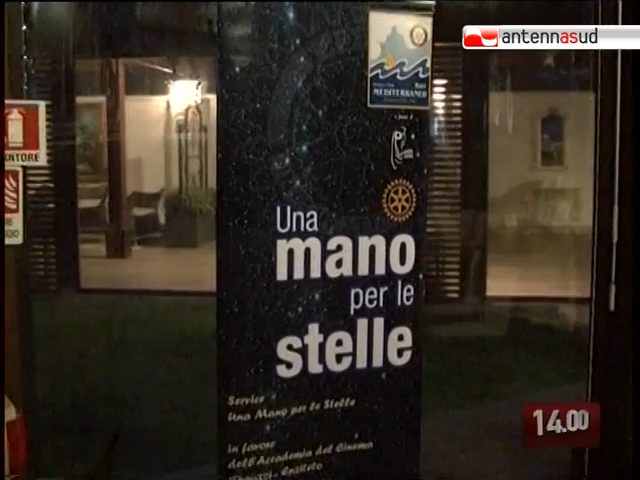 antennasud
MEDITERRANEO
Una
mano
per le
stelle
Service
Una Mano per le Stelle
in favore
dell'Accademia del Cinema
14.00